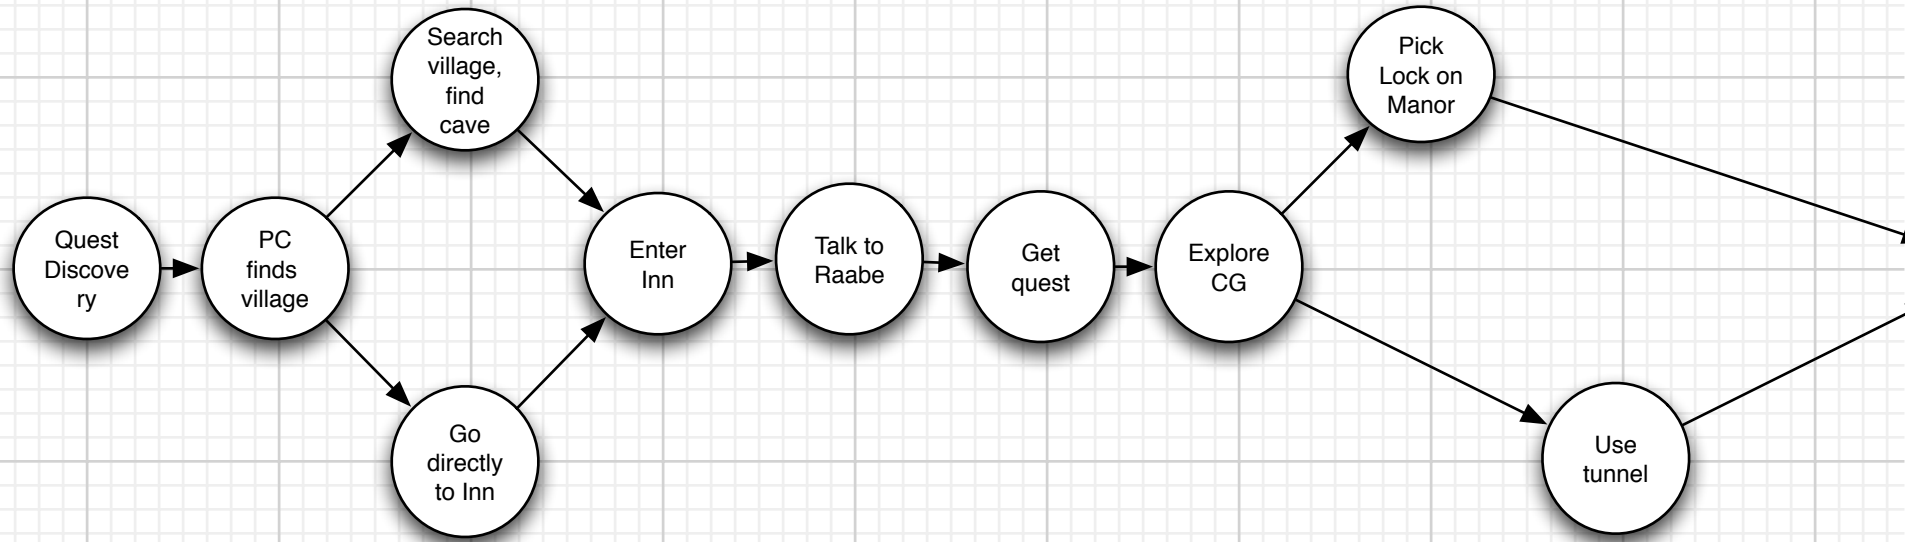 Quest
Discove
ry
PC
finds
village
Search
village,
find
cave
Go
directly
to Inn
Enter
Inn
Talk to
Raabe
Get
quest
Explore
CG
Pick
Lock on
Manor
Use
tunnel